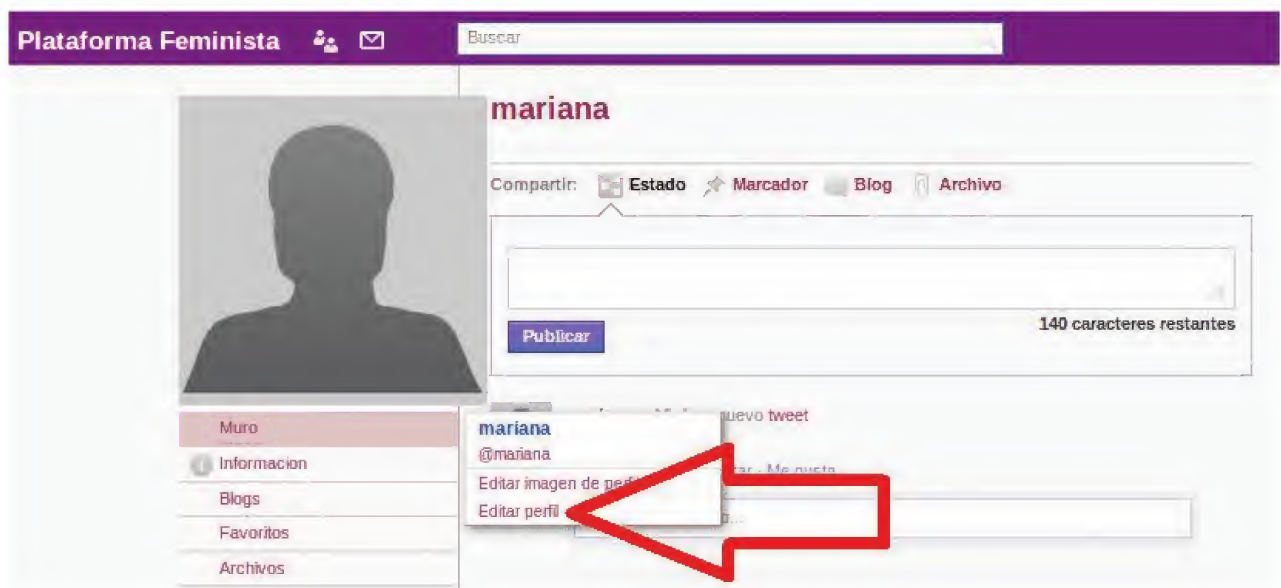 Plataforma Feminista
Buscar
mariana
Compartir: Estado Marcador Blog Archivo
140 caracteres restantes
Publicar
Muro
Informacion
Blogs
Favoritos
Archivos
nuevo tweet
mariana
@mariana
Me gusta
Editar imagen de
Editar perfil